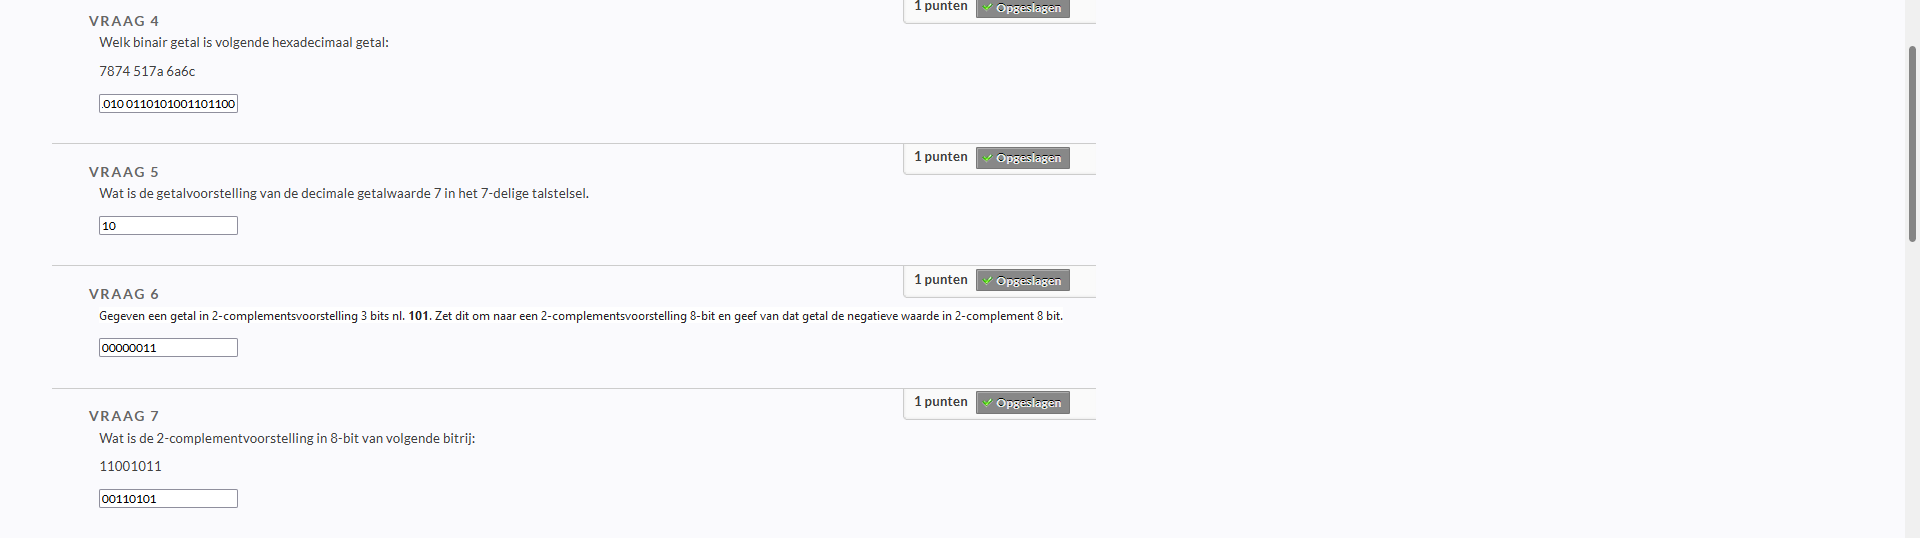 1 punten Opgeslagen
VRAAG 4
Welk binair getal is volgende hexadecimaal getal:
7874 517a 6a6c
010 0110101001101100
1 punten Opgeslagen
VRAAG 5
Wat is de getalvoorstelling van de decimale getalwaarde 7 in het 7-delige talstelsel.
10
1 punten Opgeslagen
VRAAG 6
Gegeven een getal in 2-complementsvoorstelling 3 bits nl. 101. Zet dit om naar een 2-complementsvoorstelling 8-bit en geef van dat getal de negatieve waarde in 2-complement 8 bit.
00000011
1 punten Opgeslagen
VRAAG 7
Wat is de 2-complementvoorstelling in 8-bit van volgende bitrij:
11001011
00110101